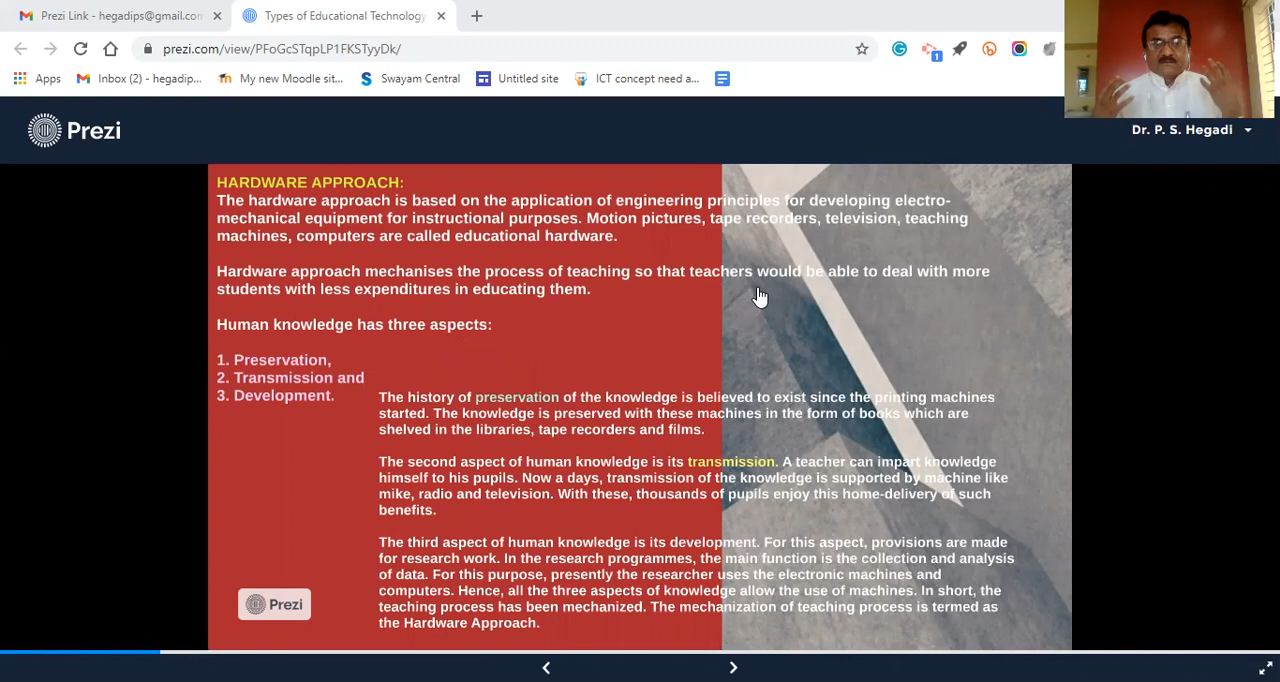 Prezi Link - hegadips@gmail.com
Types of Educational Technology
prezi.com/view/PFoGcSTqpLP1FKSTyyDk/
1
Apps
Inbox (2) - hegadip...
My new Moodle sit...
Swayam Central
Untitled site
ICT concept need a...
Prezi
Dr. P. S. Hegadi
HARDWARE APPROACH:
The hardware approach is based on the application of engineering principles for developing electro-
mechanical equipment for instructional purposes. Motion pictures, tape recorders, television, teaching
machines, computers are called educational hardware.
Hardware approach mechanises the process of teaching so that teachers would be able to deal with more
students with less expenditures in educating them.
Human knowledge has three aspects:
1. Preservation,
2. Transmission and
3. Development.
The history of preservation of the knowledge is believed to exist since the printing machines
started. The knowledge is preserved with these machines in the form of books which are
shelved in the libraries, tape recorders and films.
The second aspect of human knowledge is its transmission. A teacher can impart knowledge
himself to his pupils. Now a days, transmission of the knowledge is supported by machine like
mike, radio and television. With these, thousands of pupils enjoy this home-delivery of such
benefits.
The third aspect of human knowledge is its development. For this aspect, provisions are made
for research work. In the research programmes, the main function is the collection and analysis
of data. For this purpose, presently the researcher uses the electronic machines and
computers. Hence, all the three aspects of knowledge allow the use of machines. In short, the
teaching process has been mechanized. The mechanization of teaching process is termed as
the Hardware Approach.
Prezi